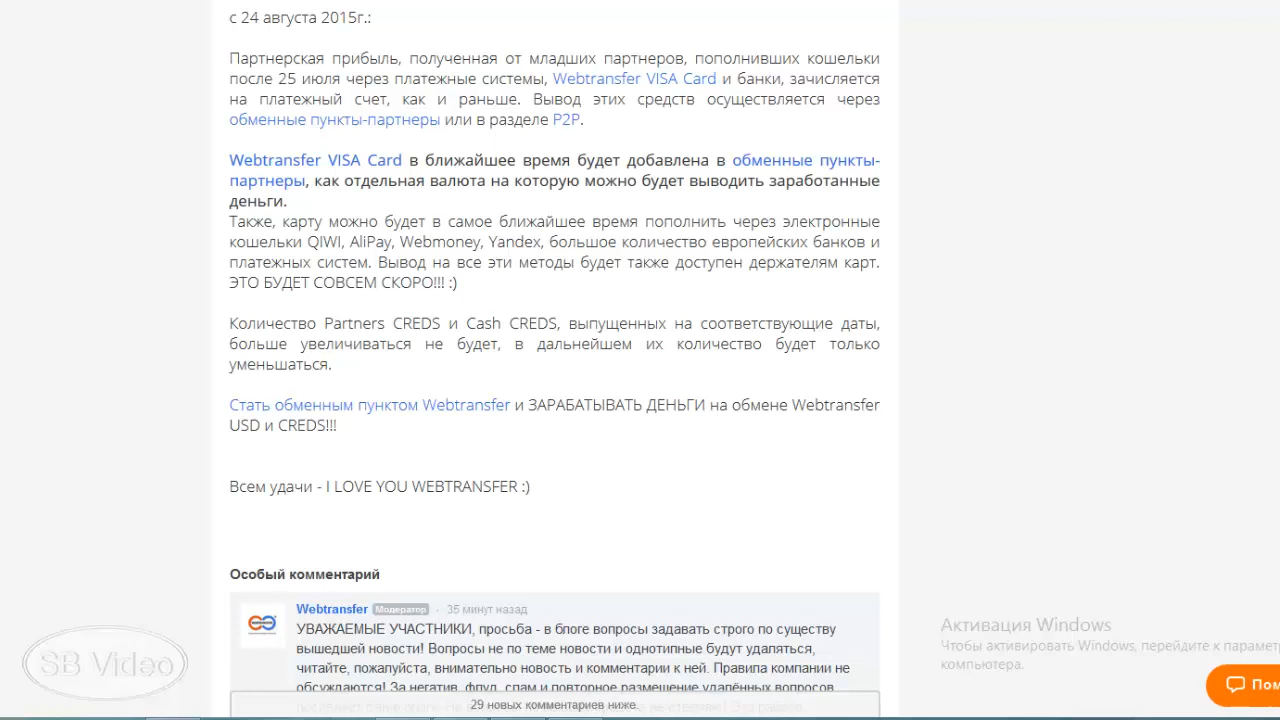 с 24 августа 2015г.:
Партнерская прибыль, полученная от младших партнеров, пополнивших кошельки
после 25 июля через платежные системы, Webtransfer VISA Card и банки, зачисляется
на платежный счет, как и раньше. Вывод этих средств осуществляется через
обменные пункты-партнеры или в разделе P2P.
Webtransfer VISA Card в ближайшее время будет добавлена в обменные пункты-
партнеры, как отдельная валюта на которую можно будет выводить заработанные
деньги.
Также, карту можно будет в самое ближайшее время пополнить через электронные
кошельки QIWI, AliPay, Webmoney, Yandex, большое количество европейских банков и
платежных систем. Вывод на все эти методы будет также доступен держателям карт.
ЭТО БУДЕТ СОВСЕМ СКОРО!!! :)
Количество Partners CREDS и Cash CREDS, выпущенных на соответствующие даты,
больше увеличиваться не будет, в дальнейшем их количество будет только
уменьшаться.
Стать обменным пунктом Webtransfer и ЗАРАБАТЫВАТЬ ДЕНЬГИ на обмене Webtransfer
USD и CREDS!!!
Всем удачи - I LOVE YOU WEBTRANSFER :)
Особый комментарий
Webtransfer Модератор · 35 минут назад
УВАЖАЕМЫЕ УЧАСТНИКИ, просьба - в блоге вопросы задавать строго по существу
вышедшей новости! Вопросы не по теме новости и однотипные будут удаляться,
читайте, пожалуйста, внимательно новость и комментарии к ней. Правила компании не
обсуждаются! За негатив, флуд, спам и повторное размещение удалённых вопросов
29 новых комментариев ниже.
SB Video
Активация Windows
Чтобы активировать Windows, перейдите к парамет
компьютера.
Пом